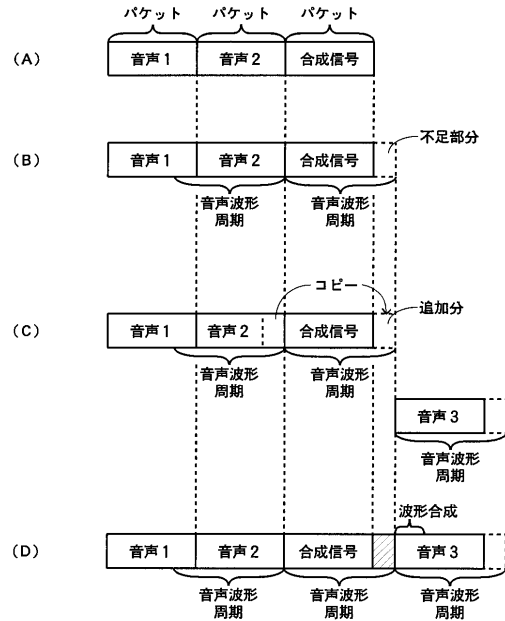 パケット パケット パケット
(A) 音声1 音声2 合成信号
不足部分
(B) 音声1 音声2 合成信号
音声波形 音声波形
周期 周期
コピー
追加分
(C) 音声1 音声2 合成信号
音声波形 音声波形
周期 周期
音声3
音声波形
周期
波形合成
(D) 音声1 音声2 合成信号 音声3
音声波形 音声波形 音声波形
周期 周期 周期